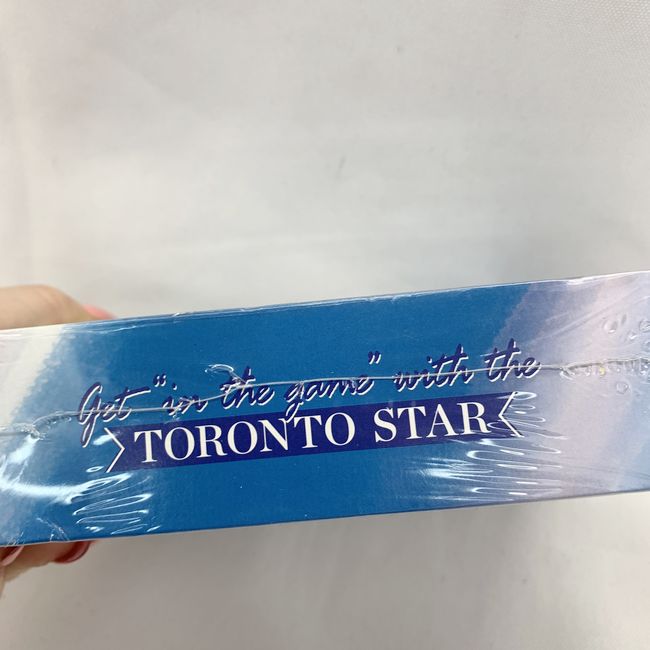 Get "in the game" with the
TORONTO STAR